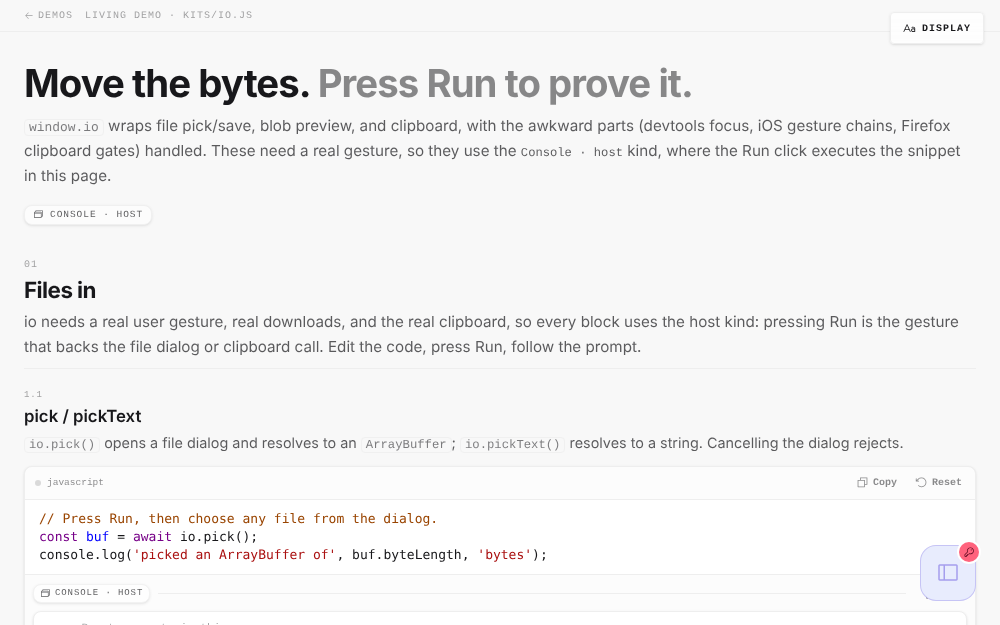 ← DEMOS LIVING DEMO · KITS/IO.JS
Aa DISPLAY
Move the bytes. Press Run to prove it.
window.io wraps file pick/save, blob preview, and clipboard, with the awkward parts (devtools focus, iOS gesture chains, Firefox
clipboard gates) handled. These need a real gesture, so they use the Console · host kind, where the Run click executes the snippet
in this page.
CONSOLE · HOST
01
Files in
io needs a real user gesture, real downloads, and the real clipboard, so every block uses the host kind: pressing Run is the gesture
that backs the file dialog or clipboard call. Edit the code, press Run, follow the prompt.
1.1
pick / pickText
io.pick() opens a file dialog and resolves to an ArrayBuffer; io.pickText() resolves to a string. Cancelling the dialog rejects.
javascript Copy Reset
// Press Run, then choose any file from the dialog.
const buf = await io.pick();
console.log('picked an ArrayBuffer of', buf.byteLength, 'bytes');
CONSOLE · HOST